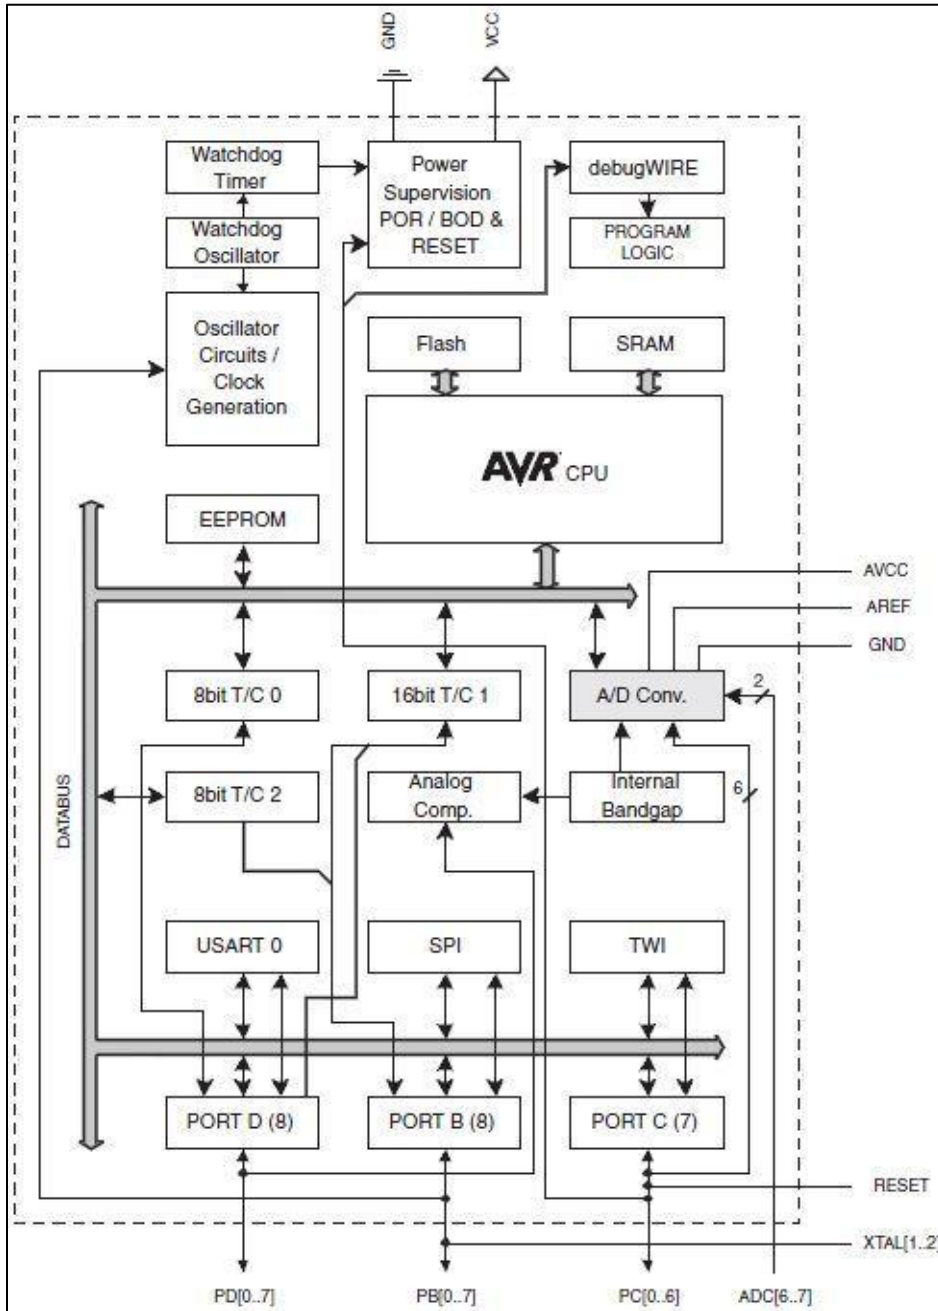 GND
VCC
Watchdog
Timer
Power
Supervision
POR / BOD &
RESET
debugWIRE
Watchdog
Oscillator
PROGRAM
LOGIC
Oscillator
Circuits /
Clock
Generation
Flash
SRAM
AVR CPU
EEPROM
AVCC
AREF
GND
8bit T/C 0
16bit T/C 1
A/D Conv.
2
DATABUS
8bit T/C 2
Analog
Comp.
Internal
Bandgap
6
USART 0
SPI
TWI
PORT D (8)
PORT B (8)
PORT C (7)
RESET
XTAL[1..2]
PD[0..7]
PB[0..7]
PC[0..6]
ADC[6..7]